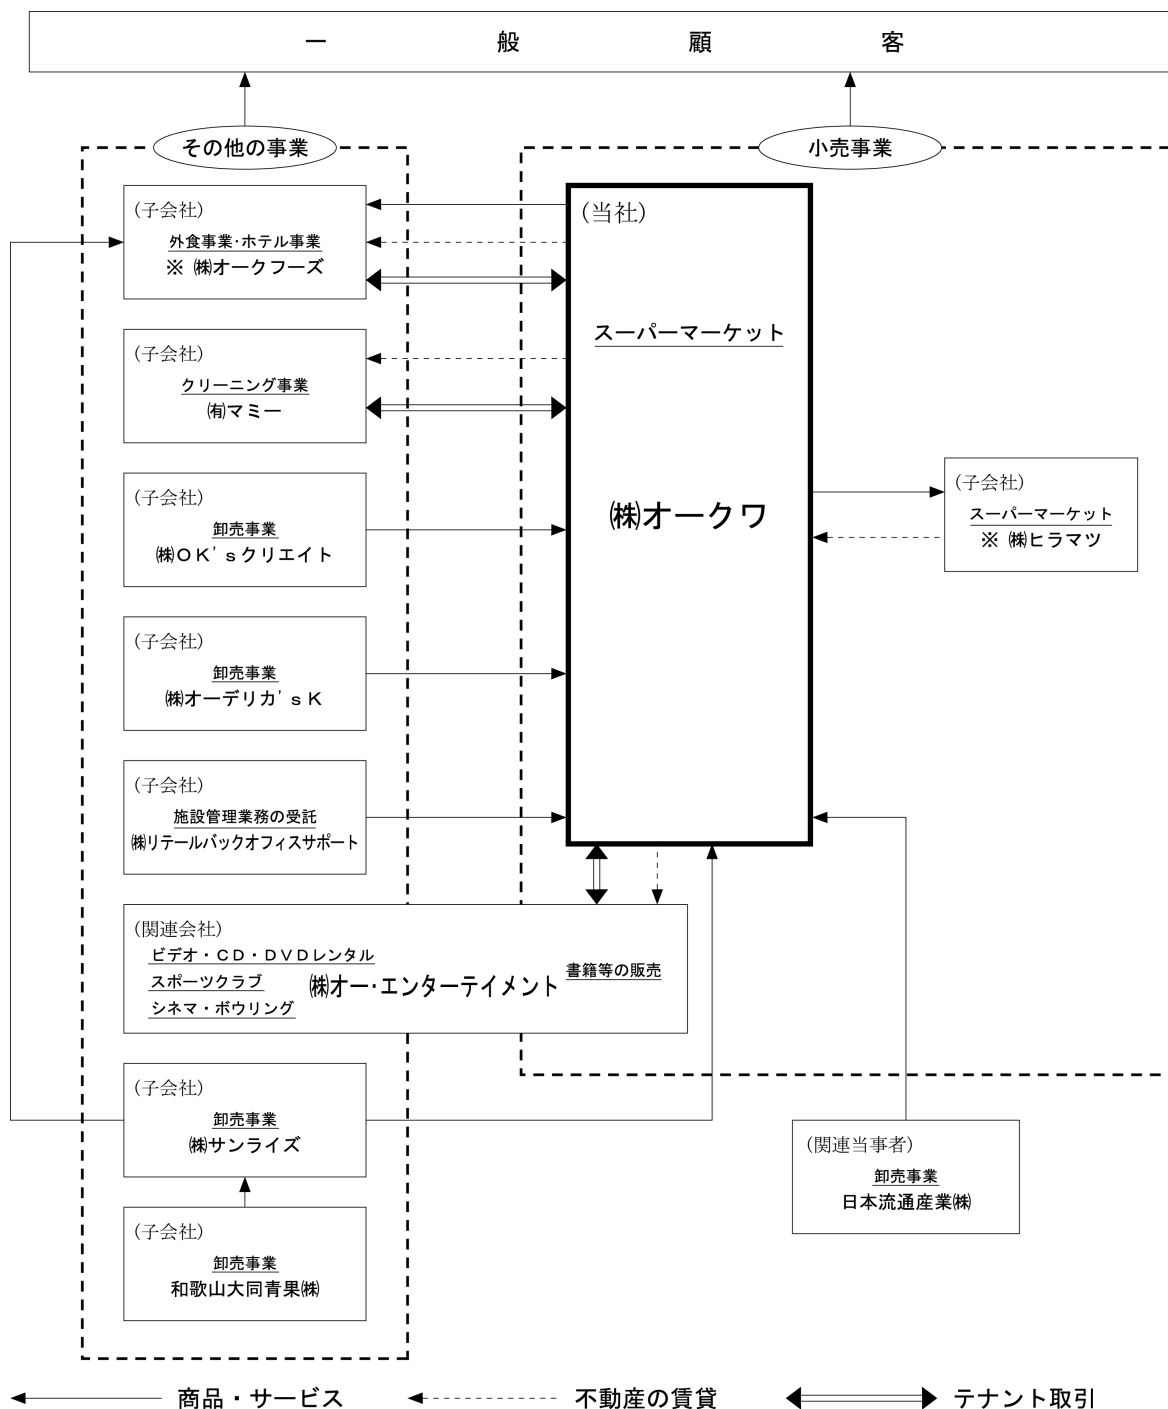 一般顧客
その他の事業
小売事業
(子会社)
外食事業・ホテル事業
※ ㈱オークフーズ
(子会社)
クリーニング事業
㈲マミー
(子会社)
卸売事業
㈱ＯＫ’ｓクリエイト
(子会社)
卸売事業
㈱オーデリカ’ｓＫ
(子会社)
施設管理業務の受託
㈱リテールバックオフィスサポート
(当社)
スーパーマーケット
㈱オークワ
(子会社)
スーパーマーケット
※ ㈱ヒラマツ
(関連会社)
ビデオ・ＣＤ・ＤＶＤレンタル
スポーツクラブ
シネマ・ボウリング
㈱オー・エンターテイメント
書籍等の販売
(子会社)
卸売事業
㈱サンライズ
(関連当事者)
卸売事業
日本流通産業㈱
(子会社)
卸売事業
和歌山大同青果㈱
商品・サービス
不動産の賃貸
テナント取引